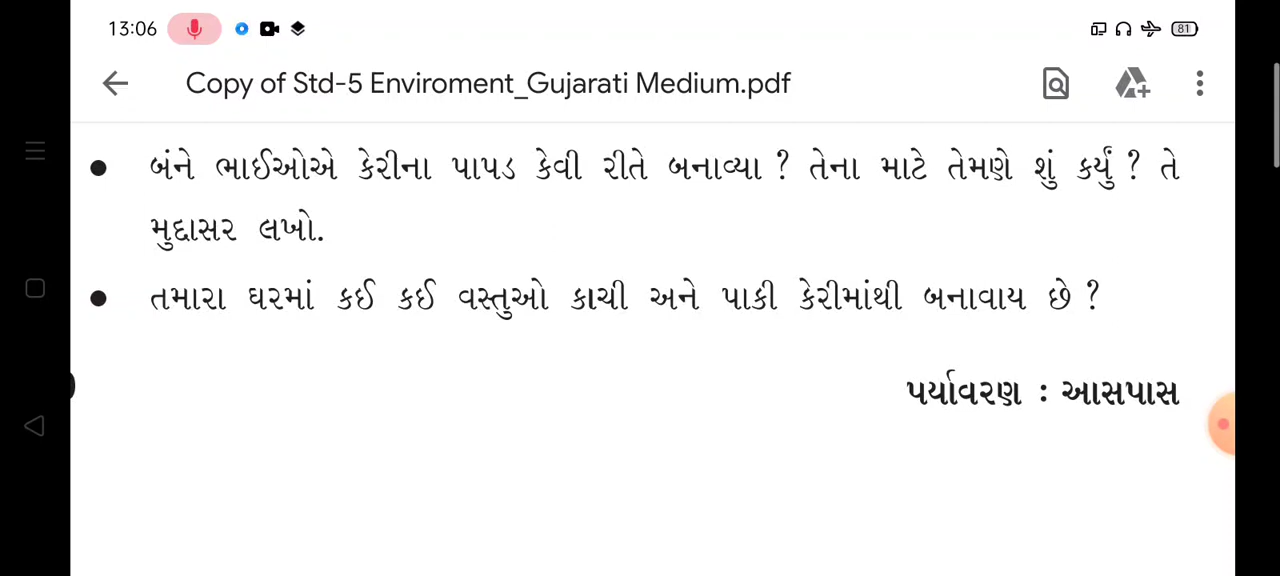 13:06
81
Copy of Std-5 Enviroment_Gujarati Medium.pdf
● બંને ભાઈઓએ કેરીના પાપડ કેવી રીતે બનાવ્યા ? તેના માટે તેમણે શું કર્યું ? તે
મુદ્દાસર લખો.
● તમારા ઘરમાં કઈ કઈ વસ્તુઓ કાચી અને પાકી કેરીમાંથી બનાવાય છે ?
પર્યાવરણ : આસપાસ